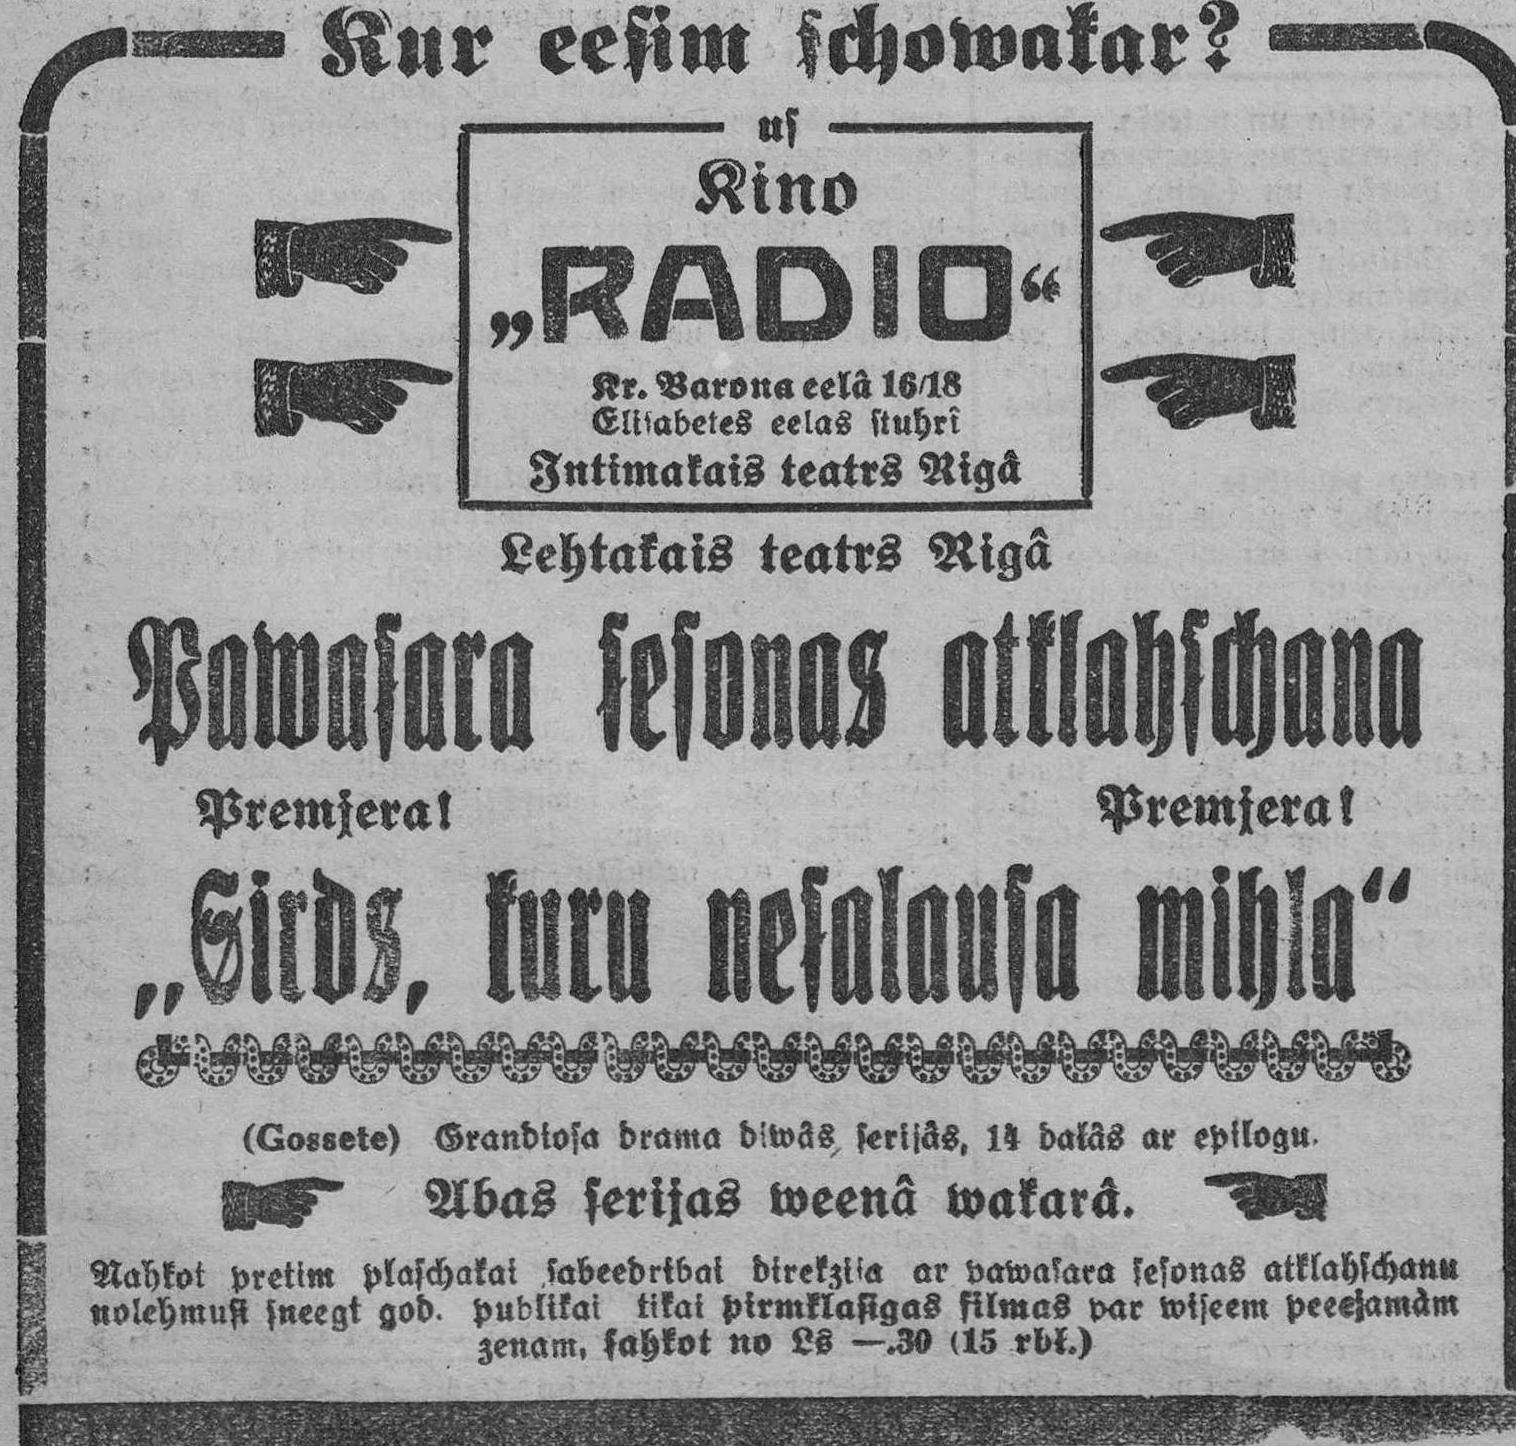 Kur eesim schowakar?
us
Kino
„RADIO“
Kr. Barona eelâ 16/18
Elisabetes eelas stuhrî
Intimakais teatrs Rigâ
Lehtakais teatrs Rigâ
Pawasara sesonas atklahschana
Premjera! Premjera!
„Sirds, kuru nesalausa mihla“
(Gossete) Grandiosa drama diwâs serijâs, 14 dalâs ar epilogu.
Abas serijas weenâ wakarâ.
Nahkot pretim plaschakai sabeedribai direkzija ar pawasara sesonas atklahschanu
nolehmusi sneegt god. publikai tikai pirmklasigas filmas par wiseem peeejamàm
zenam, sahkot no Ls —.30 (15 rbl.)